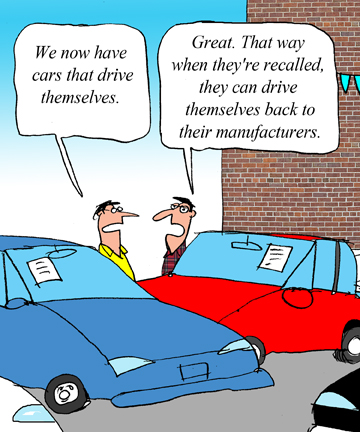 We now have
cars that drive
themselves.
Great. That way
when they're recalled,
they can drive
themselves back to
their manufacturers.